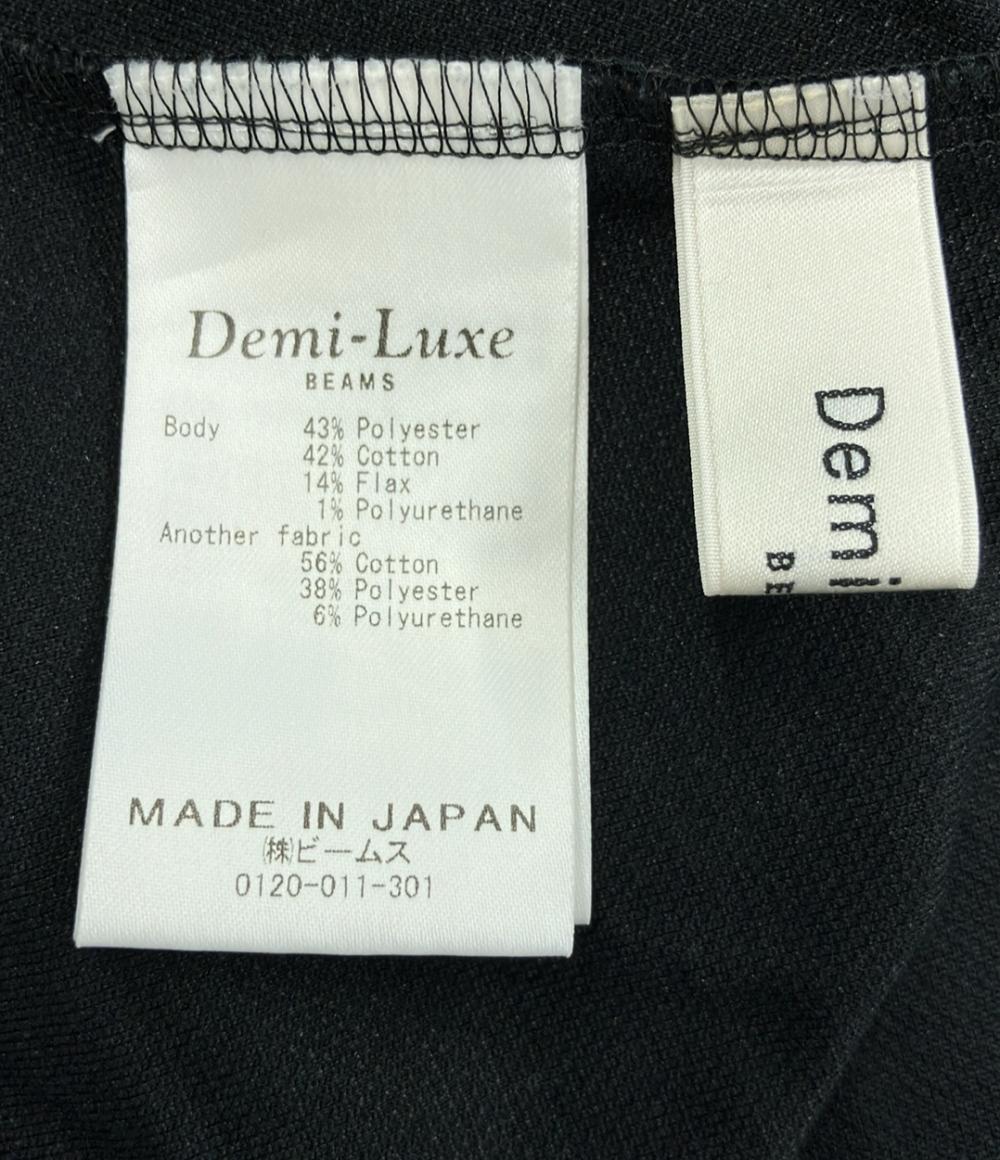 Demi-Luxe
BEAMS
Body 43% Polyester
42% Cotton
14% Flax
1% Polyurethane
Another fabric
56% Cotton
38% Polyester
6% Polyurethane
MADE IN JAPAN
㈱ビームス
0120-011-301
Demi
BE